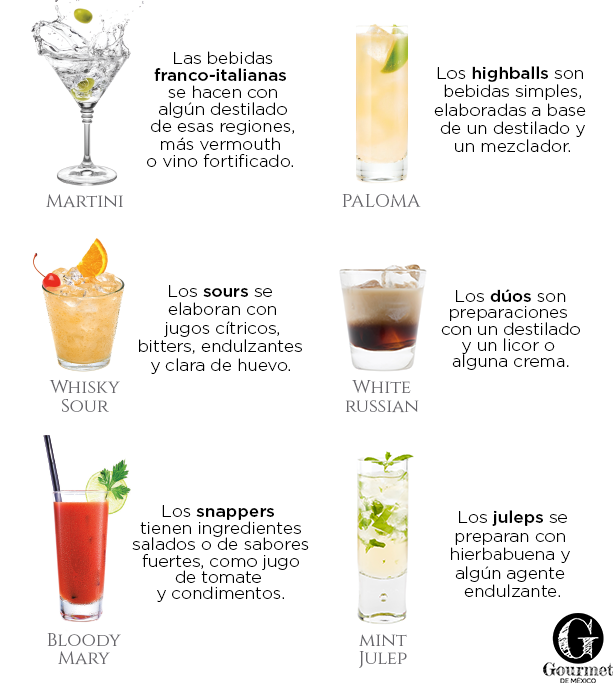 Las bebidas
franco-italianas
se hacen con
algún destilado
de esas regiones,
más vermouth
o vino fortificado.
MARTINI
Los highballs son
bebidas simples,
elaboradas a base
de un destilado y
un mezclador.
PALOMA
Los sours se
elaboran con
jugos cítricos,
bitters, endulzantes
y clara de huevo.
WHISKY
SOUR
Los dúos son
preparaciones
con un destilado
y un licor o
alguna crema.
WHITE
RUSSIAN
Los snappers
tienen ingredientes
salados o de sabores
fuertes, como jugo
de tomate
y condimentos.
BLOODY
MARY
Los juleps se
preparan con
hierbabuena y
algún agente
endulzante.
MINT
JULEP
G
Gourmet
DE MÉXICO